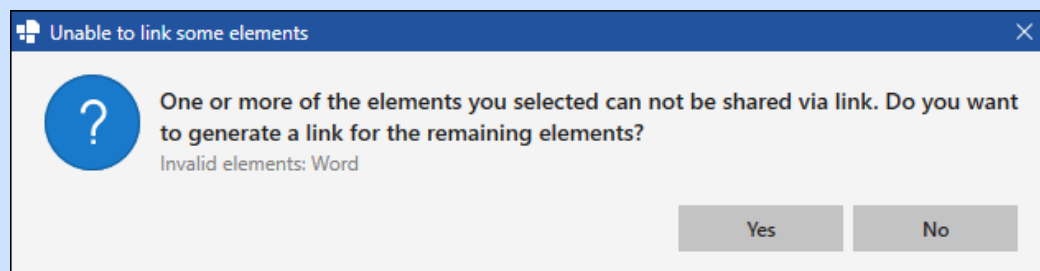 Unable to link some elements
?
One or more of the elements you selected can not be shared via link. Do you want
to generate a link for the remaining elements?
Invalid elements: Word
Yes No